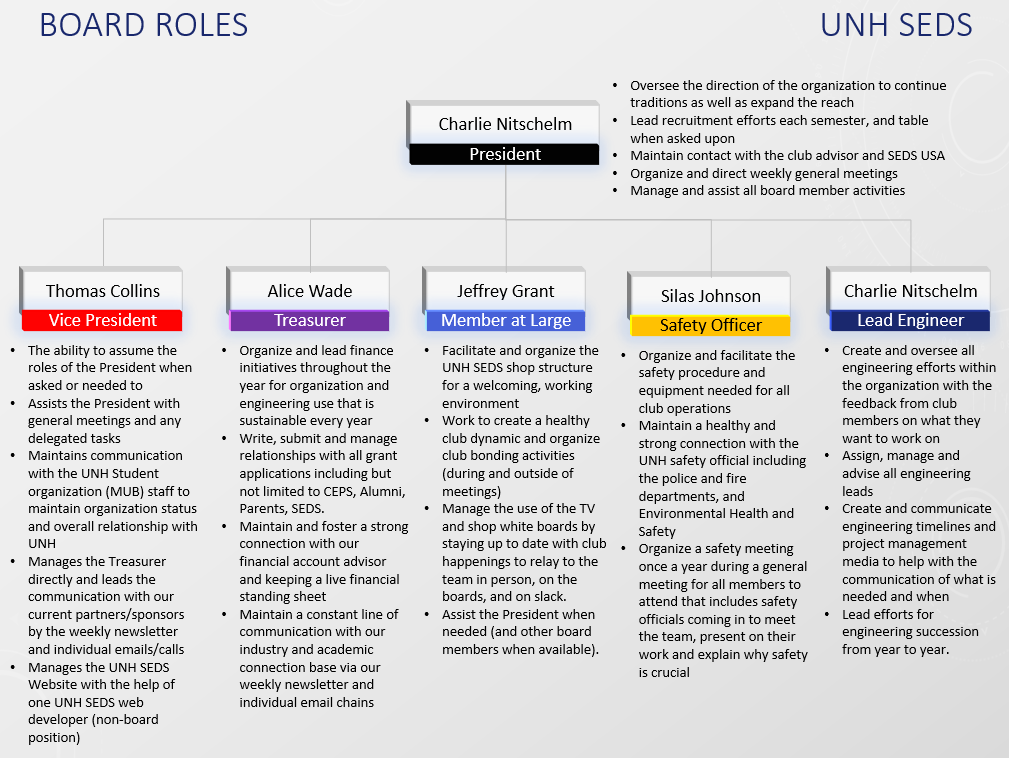 BOARD ROLES
UNH SEDS
Charlie Nitschelm
President
• Oversee the direction of the organization to continue
traditions as well as expand the reach
• Lead recruitment efforts each semester, and table
when asked upon
• Maintain contact with the club advisor and SEDS USA
• Organize and direct weekly general meetings
• Manage and assist all board member activities
Thomas Collins
Vice President
• The ability to assume the
roles of the President when
asked or needed to
• Assists the President with
general meetings and any
delegated tasks
• Maintains communication
with the UNH Student
organization (MUB) staff to
maintain organization status
and overall relationship with
UNH
• Manages the Treasurer
directly and leads the
communication with our
current partners/sponsors
by the weekly newsletter
and individual emails/calls
• Manages the UNH SEDS
Website with the help of
one UNH SEDS web
developer (non-board
position)
Alice Wade
Treasurer
• Organize and lead finance
initiatives throughout the
year for organization and
engineering use that is
sustainable every year
• Write, submit and manage
relationships with all grant
applications including but
not limited to CEPS, Alumni,
Parents, SEDS.
• Maintain and foster a strong
connection with our
financial account advisor
and keeping a live financial
standing sheet
• Maintain a constant line of
communication with our
industry and academic
connection base via our
weekly newsletter and
individual email chains
Jeffrey Grant
Member at Large
• Facilitate and organize the
UNH SEDS shop structure
for a welcoming, working
environment
• Work to create a healthy
club dynamic and organize
club bonding activities
(during and outside of
meetings)
• Manage the use of the TV
and shop white boards by
staying up to date with club
happenings to relay to the
team in person, on the
boards, and on slack.
• Assist the President when
needed (and other board
members when available).
Silas Johnson
Safety Officer
• Organize and facilitate the
safety procedure and
equipment needed for all
club operations
• Maintain a healthy and
strong connection with the
UNH safety official including
the police and fire
departments, and
Environmental Health and
Safety
• Organize a safety meeting
once a year during a general
meeting for all members to
attend that includes safety
officials coming in to meet
the team, present on their
work and explain why safety
is crucial
Charlie Nitschelm
Lead Engineer
• Create and oversee all
engineering efforts within
the organization with the
feedback from club
members on what they
want to work on
• Assign, manage and
advise all engineering
leads
• Create and communicate
engineering timelines and
project management
media to help with the
communication of what is
needed and when
• Lead efforts for
engineering succession
from year to year.